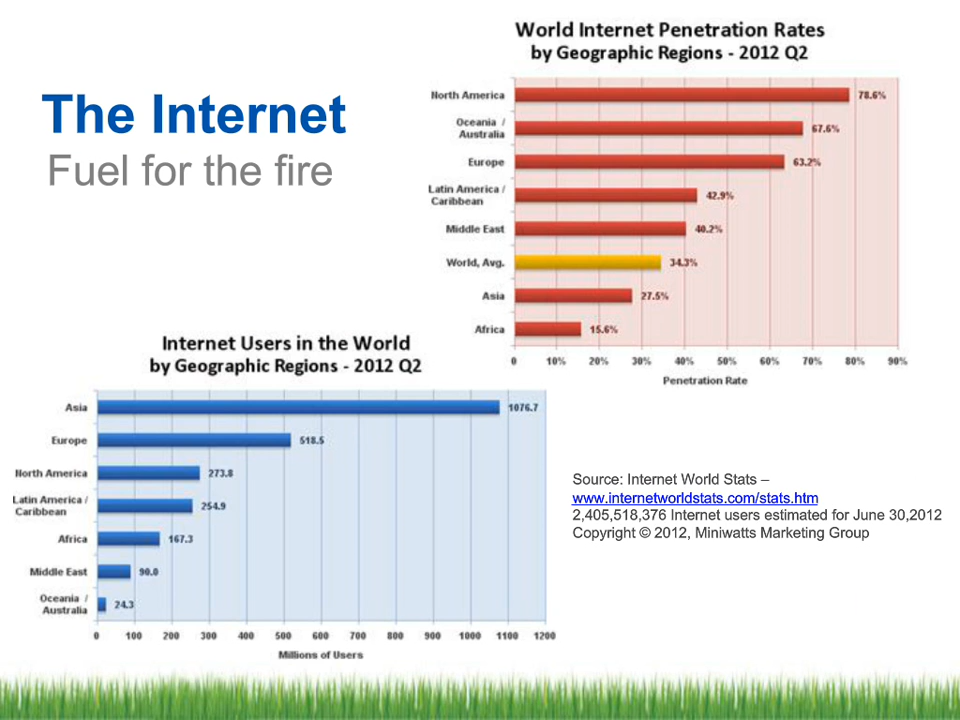 The Internet
Fuel for the fire
World Internet Penetration Rates
by Geographic Regions - 2012 Q2
North America 78.6%
Oceania /
Australia 67.6%
Europe 63.2%
Latin America /
Caribbean 42.9%
Middle East 40.2%
World, Avg. 34.3%
Asia 27.5%
Africa 15.6%
0 10% 20% 30% 40% 50% 60% 70% 80% 90%
Penetration Rate
Internet Users in the World
by Geographic Regions - 2012 Q2
Asia 1076.7
Europe 518.5
North America 273.8
Latin America /
Caribbean 254.9
Africa 167.3
Middle East 90.0
Oceania /
Australia 24.3
0 100 200 300 400 500 600 700 800 900 1000 1100 1200
Millions of Users
Source: Internet World Stats –
www.internetworldstats.com/stats.htm
2,405,518,376 Internet users estimated for June 30,2012
Copyright © 2012, Miniwatts Marketing Group